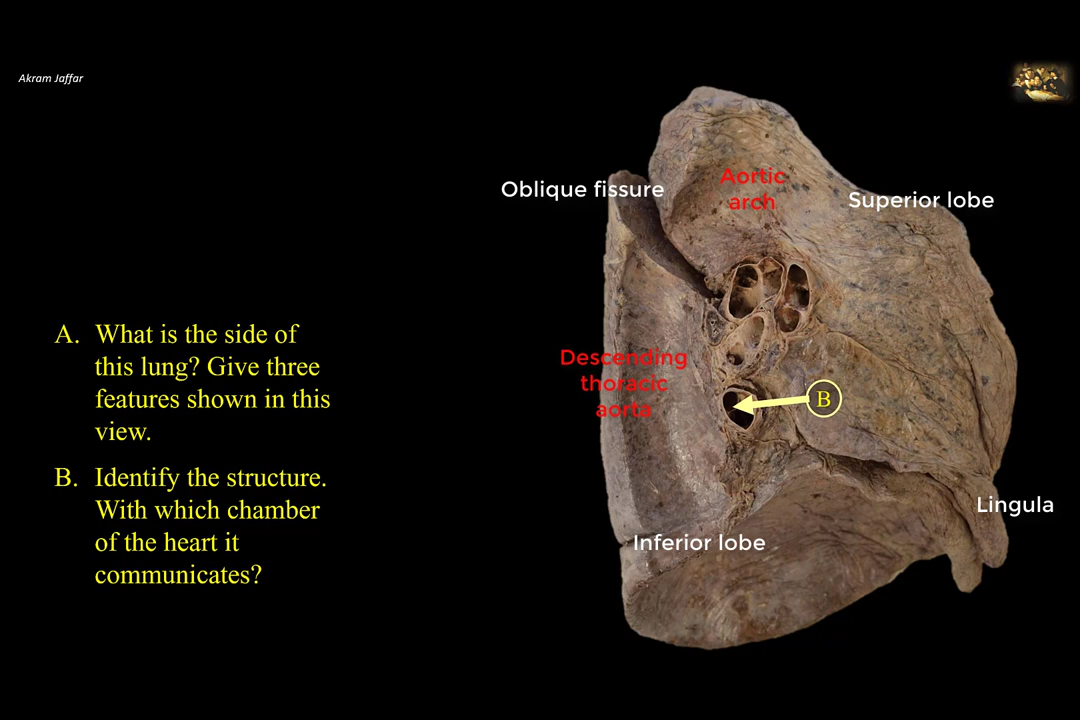 Akram Jaffar
Oblique fissure
Aortic
arch
Superior lobe
A. What is the side of
this lung? Give three
features shown in this
view.
Descending
thoracic
aorta
B
B. Identify the structure.
With which chamber
of the heart it
communicates?
Lingula
Inferior lobe